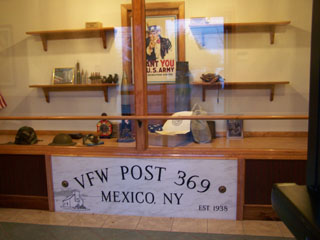 WANT YOU
U.S. ARMY
VFW POST 369
MEXICO, NY
EST 1938